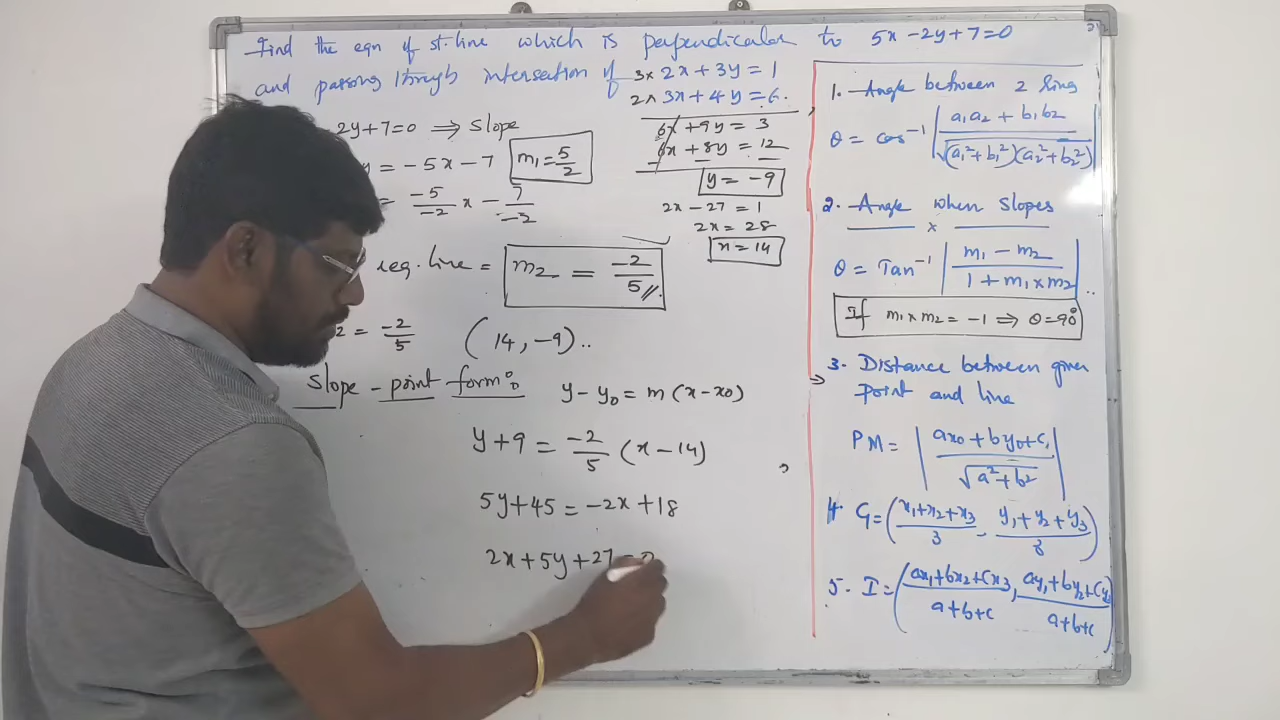 Find the eqn of st-line which is perpendicular to 5x -2y+7=0
and passing through intersection of 3x 2x+3y=1
2x 3x+4y=6.
2y+7=0 ⇒ Slope
y = -5x-7
m1=5/2
= -5/-2 x - 7/-2
6x+9y = 3
6x+8y = 12
y = -9
2x-27 = 1
2x = 28
x = 14
req. line = m2 = -2/5
2 = -2/5 (14, -9)..
slope - point form: y-y0 = m(x-x0)
y+9 = -2/5 (x-14)
5y+45 = -2x+18
2x+5y+27=0
1. Angle between 2 lines
θ = cos-1 | a1a2 + b1b2 / √(a1²+b1²)(a2²+b2²) |
2. Angle when slopes
θ = Tan-1 | m1 - m2 / 1 + m1×m2 |
If m1×m2 = -1 ⇒ θ=90°
3. Distance between given
point and line
PM = | ax0+by0+c / √a²+b² |
4. G=(x1+x2+x3/3, y1+y2+y3/3)
5. I=(ax1+bx2+cx3/a+b+c, ay1+by2+cy3/a+b+c)